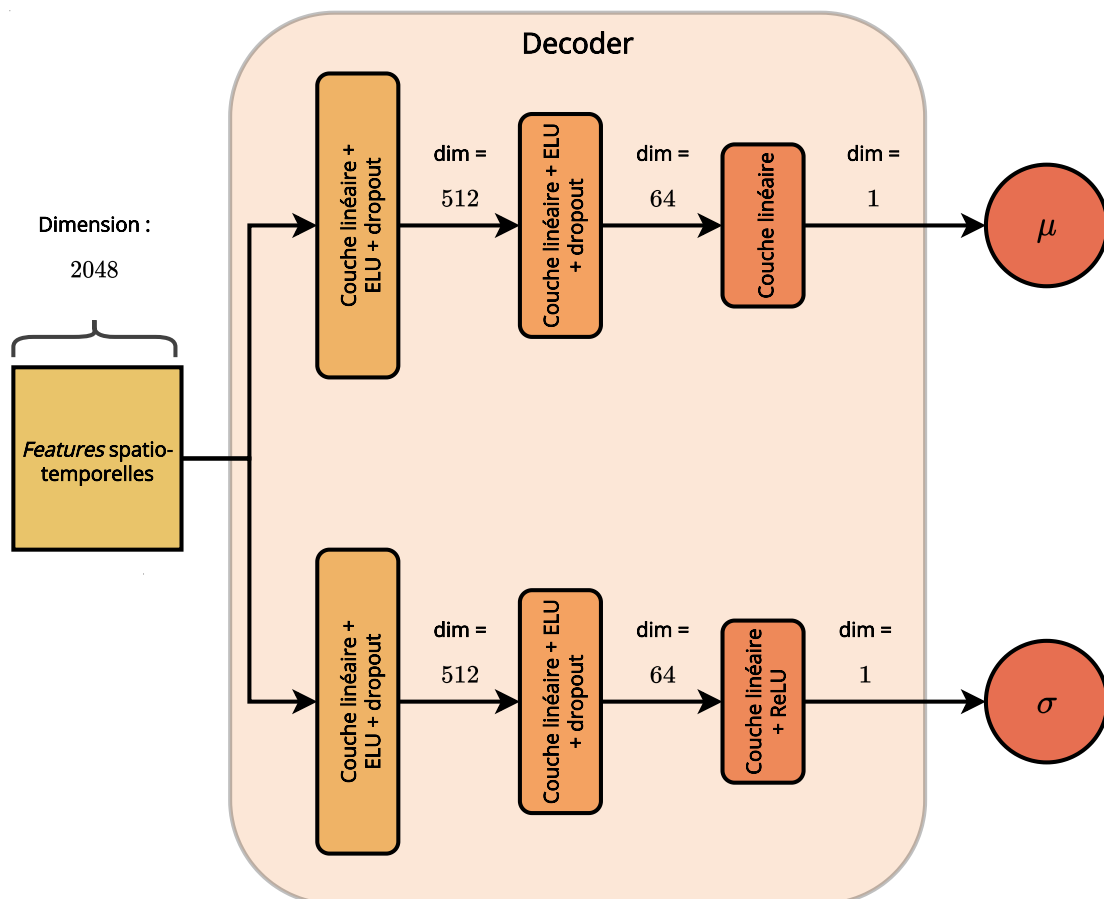 Decoder
Couche linéaire +
ELU + dropout
dim =
512
Couche linéaire + ELU
+ dropout
dim =
64
Couche linéaire
dim =
1
μ
Dimension :
2048
Features spatio-
temporelles
Couche linéaire +
ELU + dropout
dim =
512
Couche linéaire + ELU
+ dropout
dim =
64
Couche linéaire
+ ReLU
dim =
1
σ